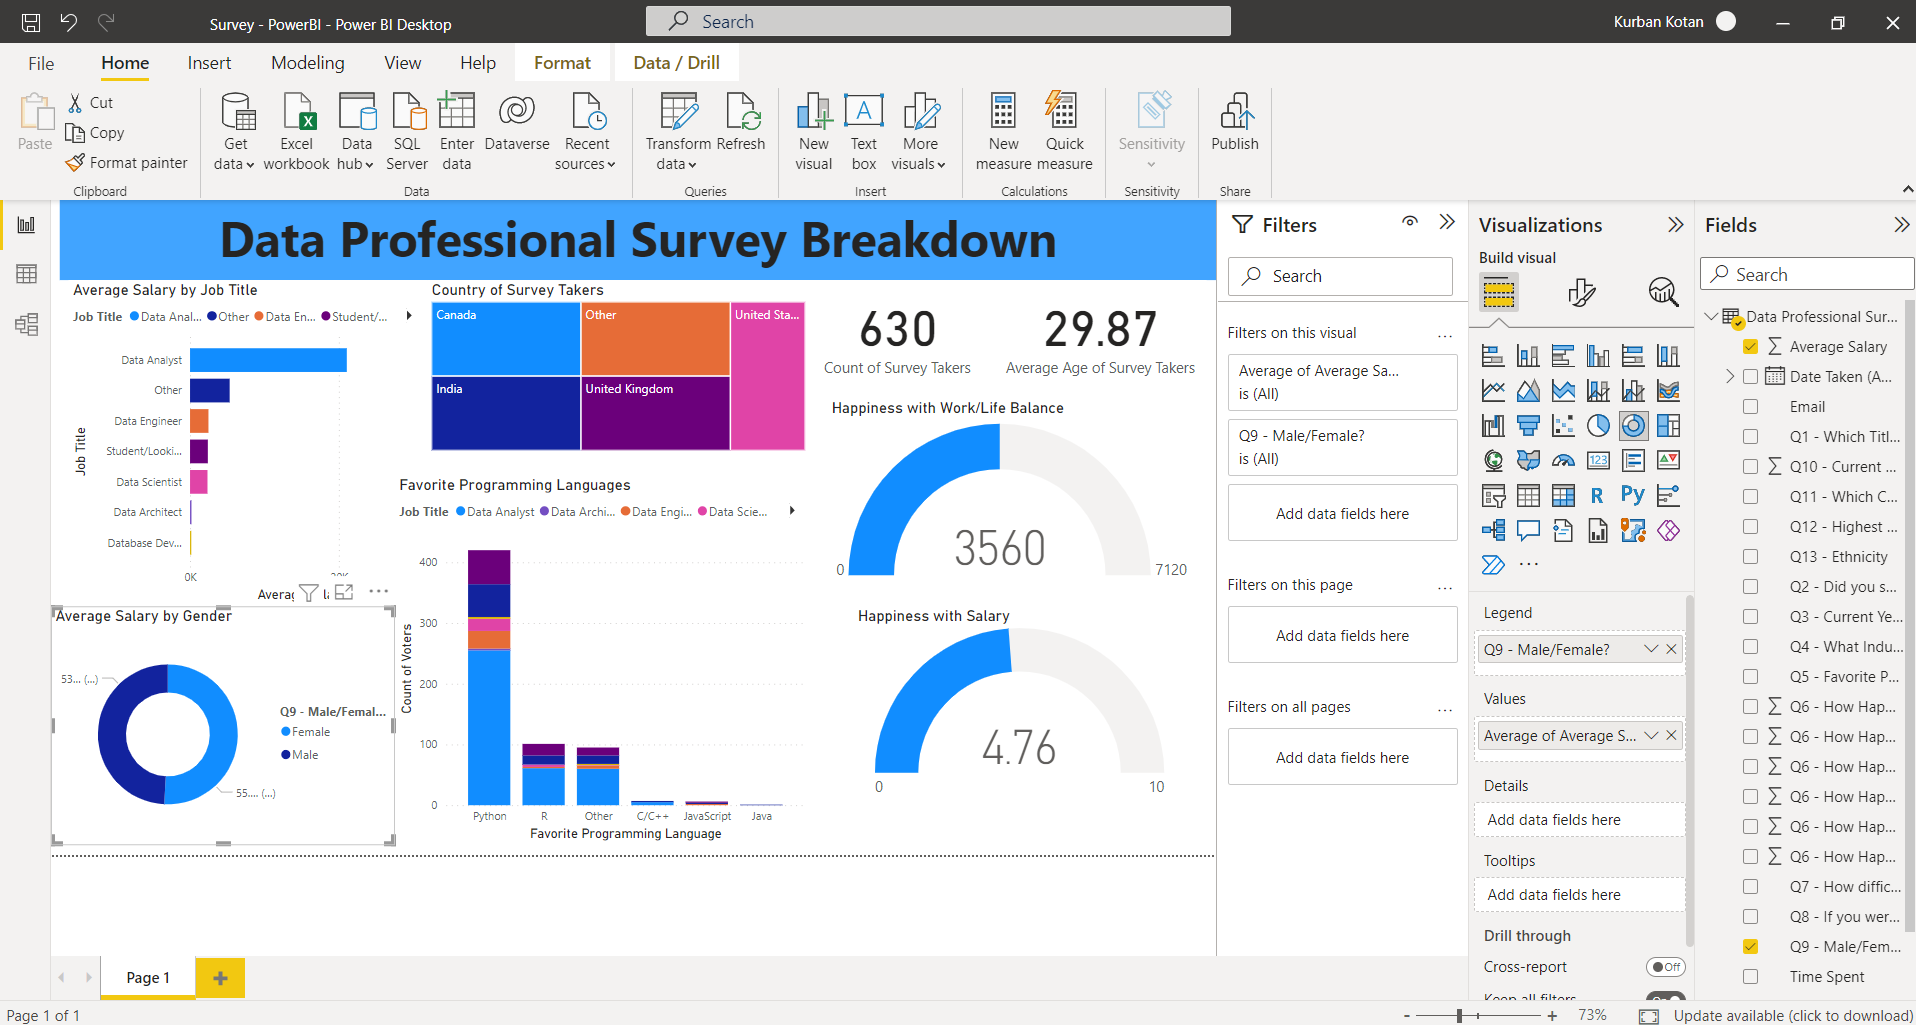 Survey - PowerBI - Power BI Desktop
Search
Kurban Kotan
File
Home
Insert
Modeling
View
Help
Format
Data / Drill
Paste
Cut
Copy
Format painter
Clipboard
Get data
Excel workbook
Data hub
SQL Server
Enter data
Dataverse
Recent sources
Data
Transform data
Refresh
Queries
New visual
Text box
More visuals
Insert
New measure
Quick measure
Calculations
Sensitivity
Sensitivity
Publish
Share
Data Professional Survey Breakdown
Average Salary by Job Title
Job Title
Data Anal...
Other
Data En...
Student/...
Job Title
Data Analyst
Other
Data Engineer
Student/Looki...
Data Scientist
Data Architect
Database Dev...
0K
Country of Survey Takers
Canada
Other
United Sta...
India
United Kingdom
630
Count of Survey Takers
29.87
Average Age of Survey Takers
Happiness with Work/Life Balance
3560
0
7120
Favorite Programming Languages
Job Title
Data Analyst
Data Archi...
Data Engi...
Data Scie...
Count of Voters
400
300
200
100
0
Python
R
Other
C/C++
JavaScript
Java
Favorite Programming Language
Average Salary by Gender
53... (...)
55.... (...)
Q9 - Male/Femal...
Female
Male
Happiness with Salary
4.76
0
10
Filters
Search
Filters on this visual
...
Average of Average Sa...
is (All)
Q9 - Male/Female?
is (All)
Add data fields here
Filters on this page
...
Add data fields here
Filters on all pages
...
Add data fields here
Visualizations
Build visual
123
R
Py
...
Legend
Q9 - Male/Female?
Values
Average of Average S...
Details
Add data fields here
Tooltips
Add data fields here
Drill through
Cross-report
Off
Keep all filters
On
Fields
Search
Data Professional Sur...
Average Salary
Date Taken (A...
Email
Q1 - Which Titl...
Q10 - Current ...
Q11 - Which C...
Q12 - Highest ...
Q13 - Ethnicity
Q2 - Did you s...
Q3 - Current Ye...
Q4 - What Indu...
Q5 - Favorite P...
Q6 - How Hap...
Q6 - How Hap...
Q6 - How Hap...
Q6 - How Hap...
Q6 - How Hap...
Q6 - How Hap...
Q7 - How diffic...
Q8 - If you wer...
Q9 - Male/Fem...
Time Spent
Page 1
Page 1 of 1
73%
Update available (click to download)